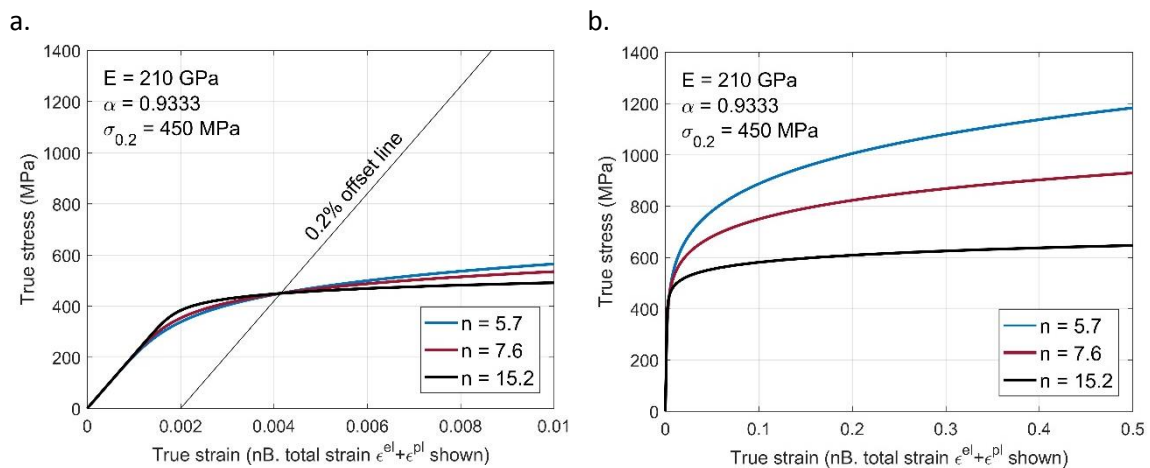 a.
1400
1200
1000
800
600
400
200
0
True stress (MPa)
E = 210 GPa
α = 0.9333
σ0.2 = 450 MPa
0.2% offset line
n = 5.7
n = 7.6
n = 15.2
0 0.002 0.004 0.006 0.008 0.01
True strain (nB. total strain ϵ^el+ϵ^pl shown)
b.
1400
1200
1000
800
600
400
200
0
True stress (MPa)
E = 210 GPa
α = 0.9333
σ0.2 = 450 MPa
n = 5.7
n = 7.6
n = 15.2
0 0.1 0.2 0.3 0.4 0.5
True strain (nB. total strain ϵ^el+ϵ^pl shown)